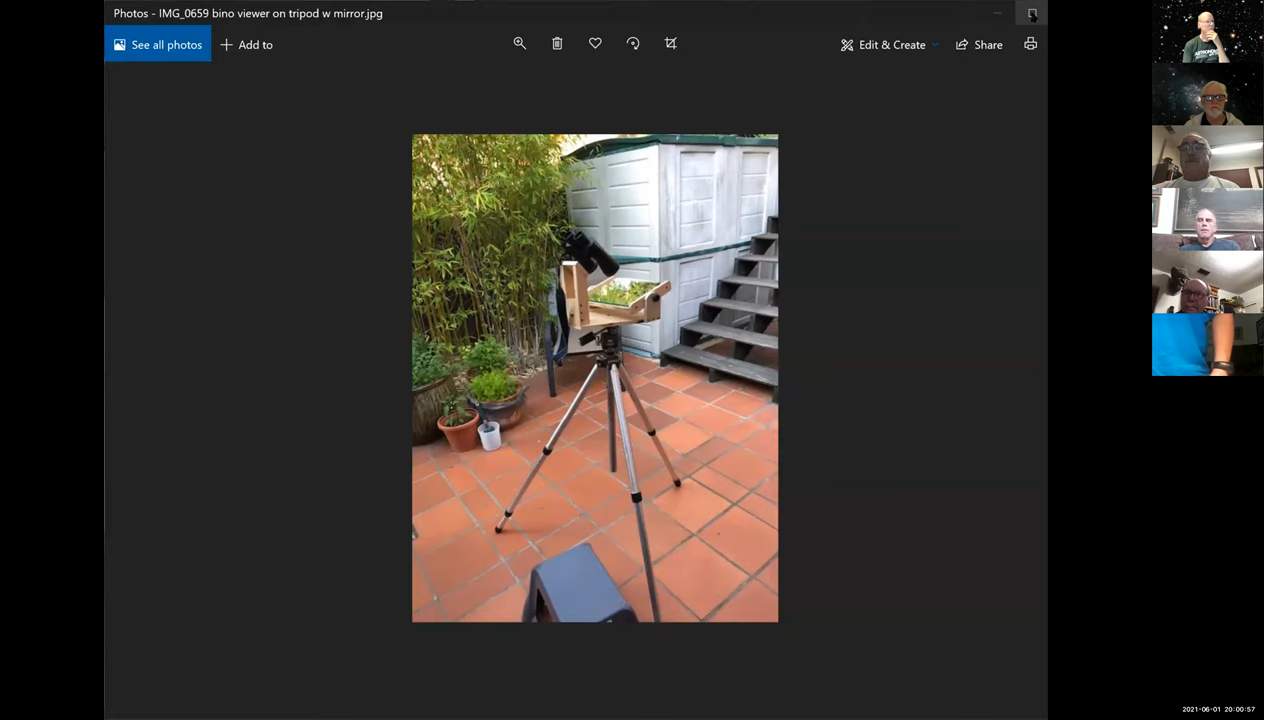 Photos - IMG_0659 bino viewer on tripod w mirror.jpg
See all photos
Add to
Edit & Create
Share
2021-06-01 20:00:57